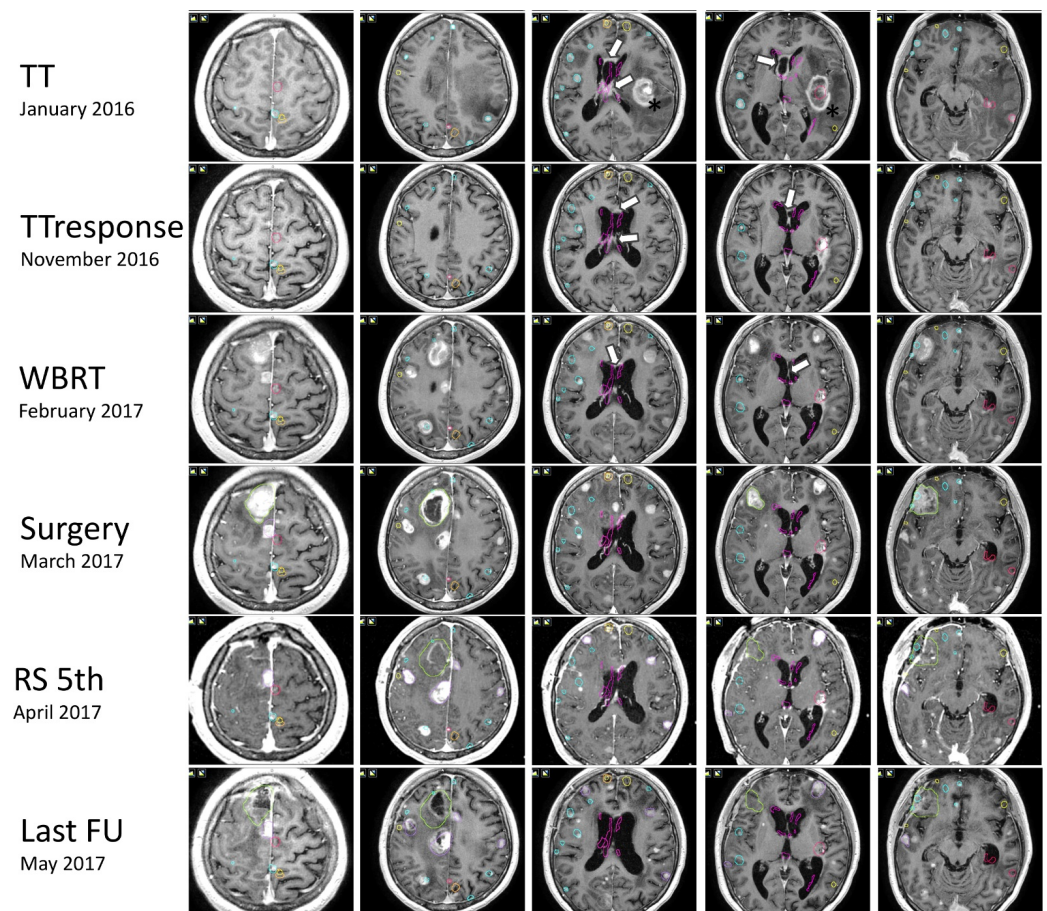 TT
January 2016
*
*
TTresponse
November 2016
WBRT
February 2017
Surgery
March 2017
RS 5th
April 2017
Last FU
May 2017